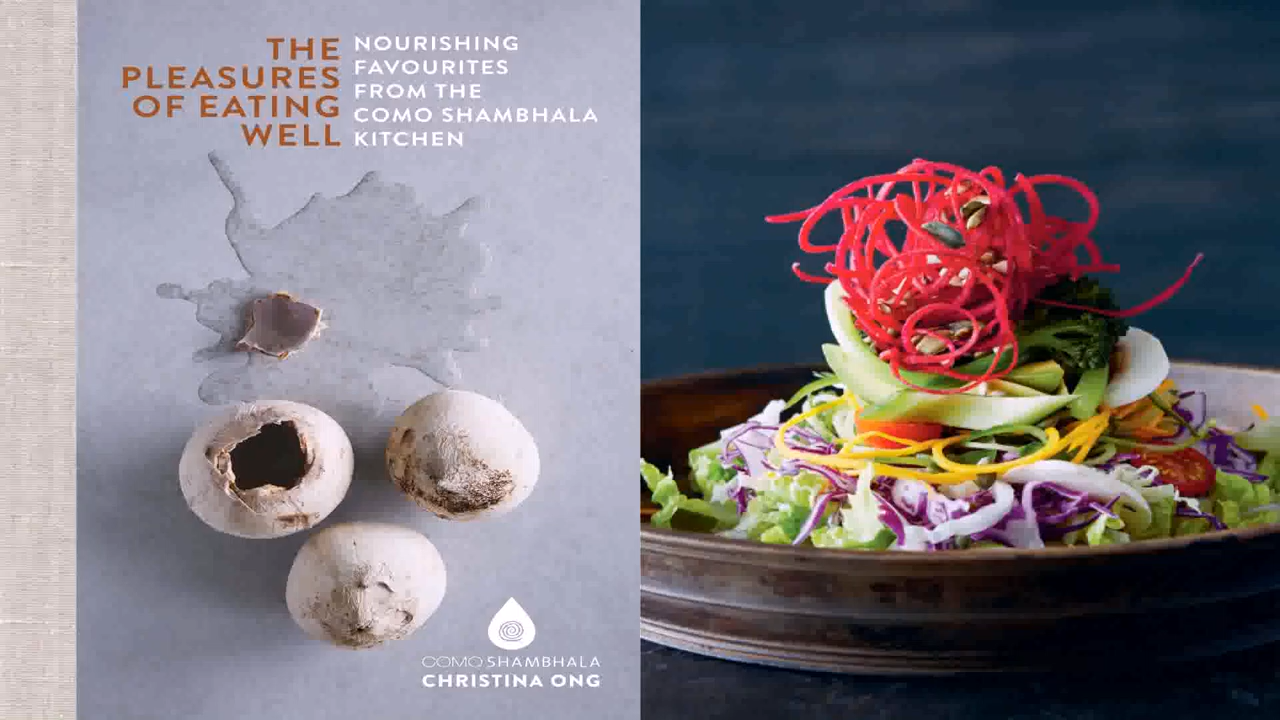 THE
PLEASURES
OF EATING
WELL
NOURISHING
FAVOURITES
FROM THE
COMO SHAMBHALA
KITCHEN
COMO SHAMBHALA
CHRISTINA ONG